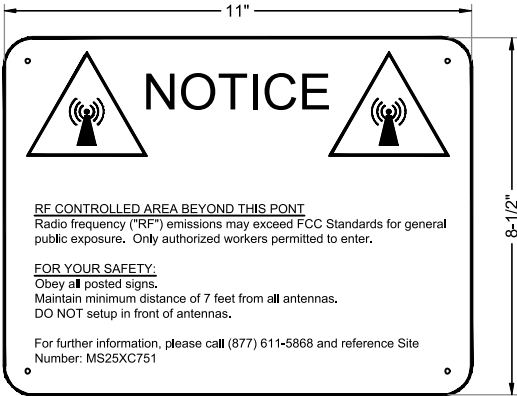 11"
NOTICE
8-1/2"
RF CONTROLLED AREA BEYOND THIS PONT
Radio frequency ("RF") emissions may exceed FCC Standards for general
public exposure. Only authorized workers permitted to enter.
FOR YOUR SAFETY:
Obey all posted signs.
Maintain minimum distance of 7 feet from all antennas.
DO NOT setup in front of antennas.
For further information, please call (877) 611-5868 and reference Site
Number: MS25XC751